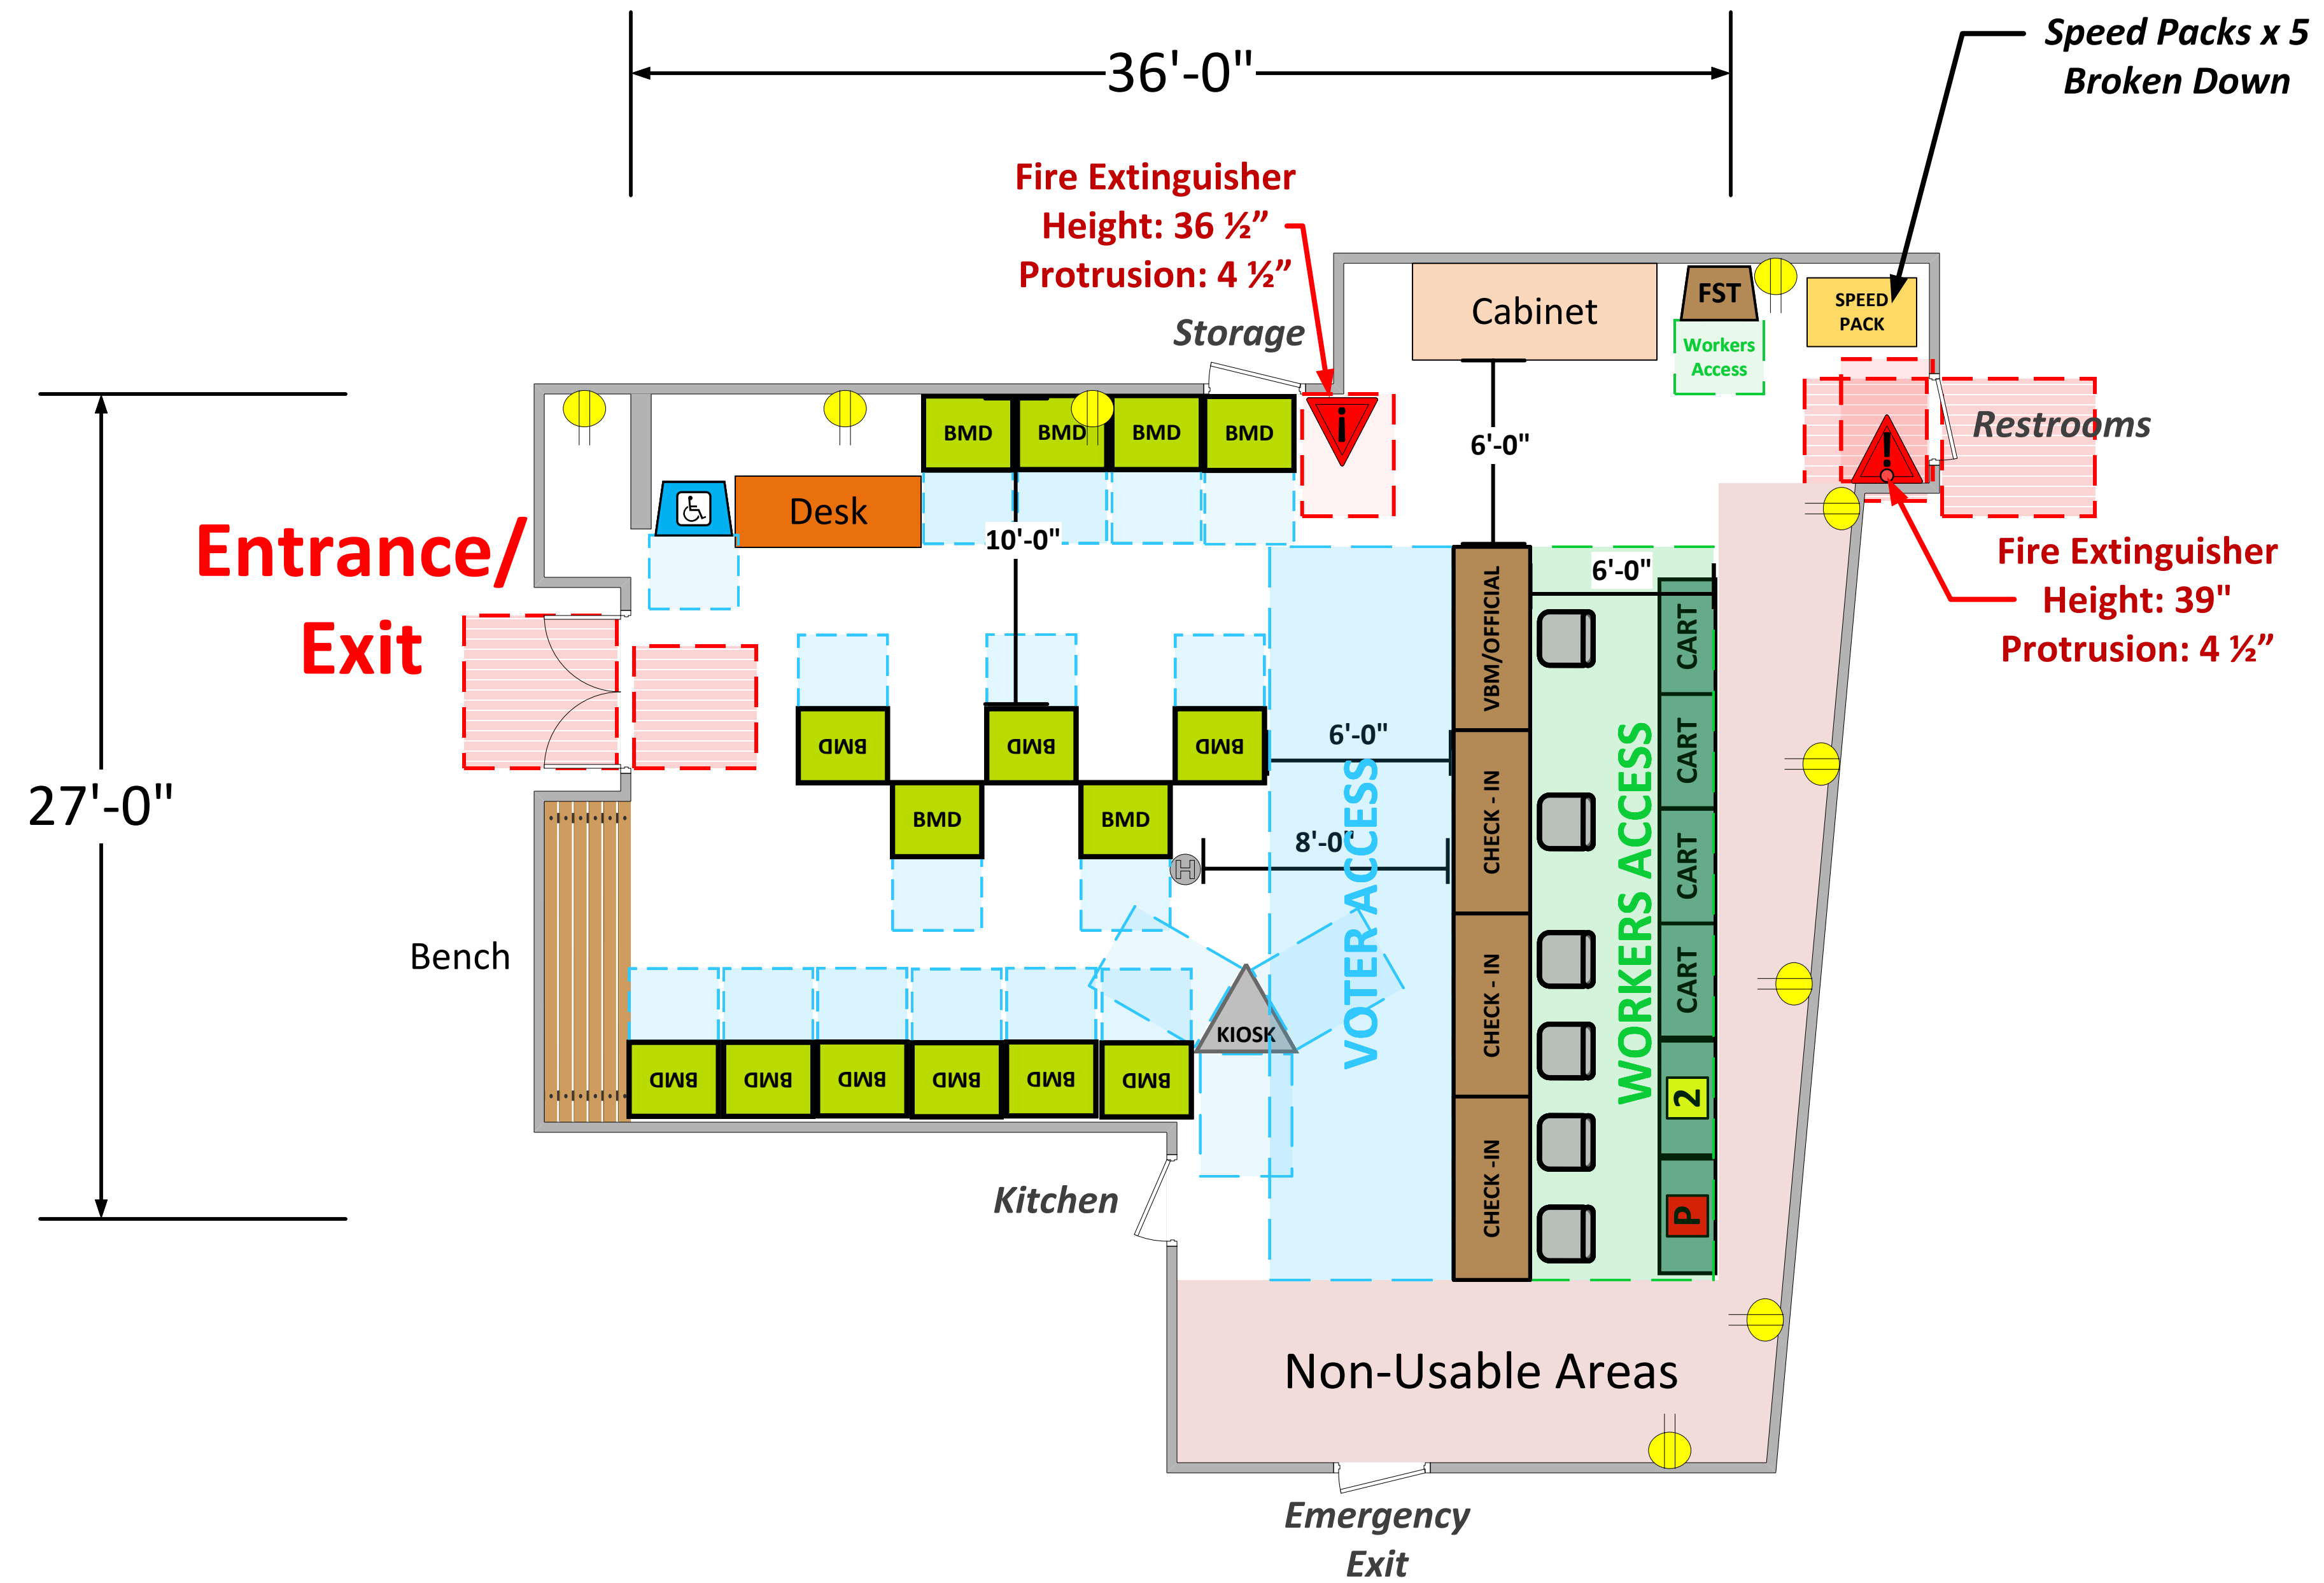 36'-0"
Speed Packs x 5
Broken Down
Fire Extinguisher
Height: 36 ½”
Protrusion: 4 ½”
Storage
Cabinet
FST
SPEED
PACK
Workers
Access
Restrooms
6'-0"
BMD
BMD
BMD
BMD
Desk
10'-0"
Entrance/
Exit
Fire Extinguisher
Height: 39"
Protrusion: 4 ½”
6'-0"
VBM/OFFICIAL
CART
BMD
BMD
BMD
6'-0"
CART
27'-0"
BMD
BMD
8'-0"
CHECK - IN
CART
VOTER ACCESS
WORKERS ACCESS
H
Bench
CART
CHECK - IN
KIOSK
BMD
BMD
BMD
BMD
BMD
BMD
2
CHECK -IN
P
Kitchen
Non-Usable Areas
Emergency
Exit